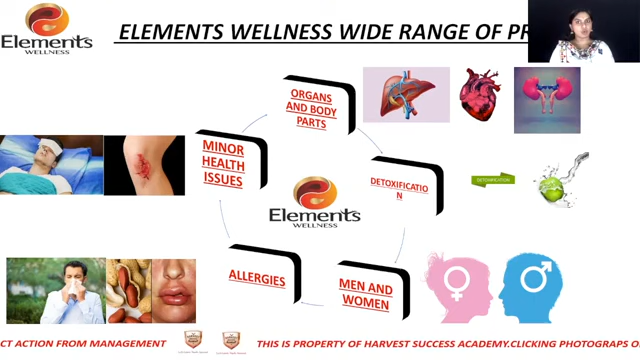 Elements
WELLNESS
ELEMENTS WELLNESS WIDE RANGE OF PR
ORGANS
AND BODY
PARTS
MINOR
HEALTH
ISSUES
DETOXIFICATIO
N
DETOXIFICATION
Elements
WELLNESS
ALLERGIES
MEN AND
WOMEN
CT ACTION FROM MANAGEMENT
THIS IS PROPERTY OF HARVEST SUCCESS ACADEMY.CLICKING PHOTOGRAPS O